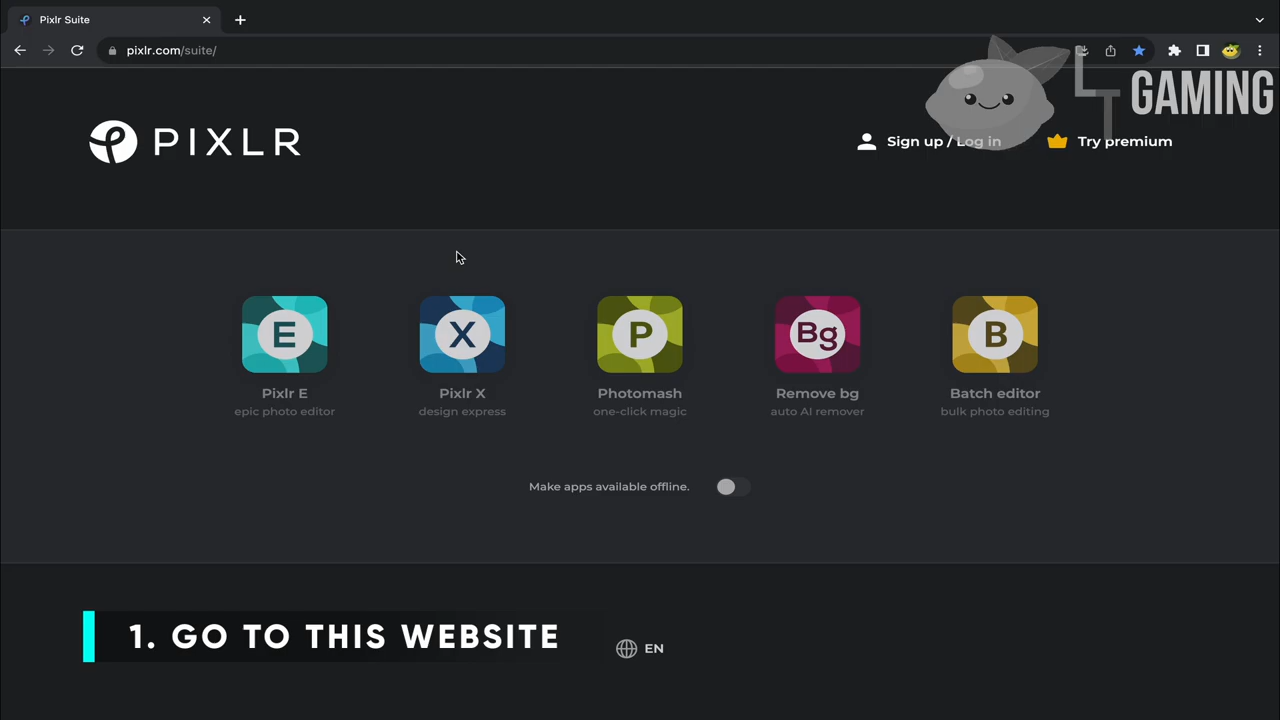 Pixlr Suite
pixlr.com/suite/
LT GAMING
PIXLR
Sign up / Log in
Try premium
E
X
P
Bg
B
Pixlr E
Pixlr X
Photomash
Remove bg
Batch editor
epic photo editor
design express
one-click magic
auto AI remover
bulk photo editing
Make apps available offline.
1. GO TO THIS WEBSITE
EN